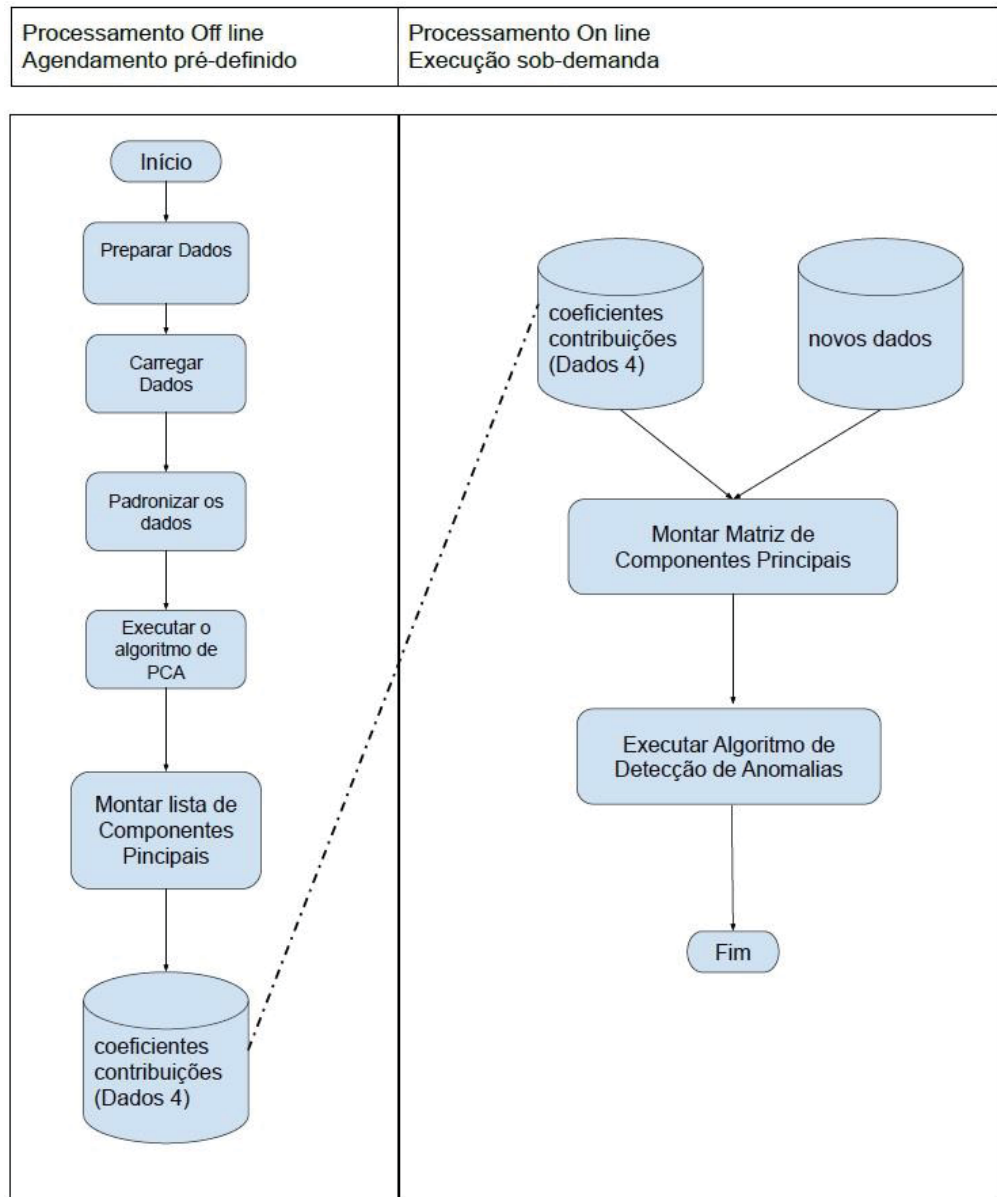 Processamento Off line
Agendamento pré-definido
Processamento On line
Execução sob-demanda
Início
Preparar Dados
Carregar
Dados
Padronizar os
dados
Executar o
algoritmo de
PCA
Montar lista de
Componentes
Pincipais
coeficientes
contribuições
(Dados 4)
coeficientes
contribuições
(Dados 4)
novos dados
Montar Matriz de
Componentes Principais
Executar Algoritmo de
Detecção de Anomalias
Fim